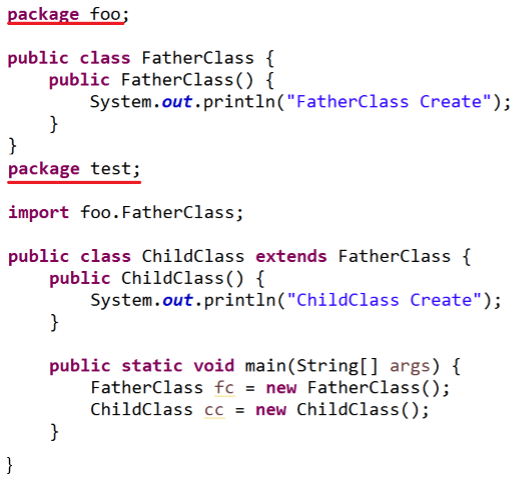 package foo;
public class FatherClass {
public FatherClass() {
System.out.println("FatherClass Create");
}
}
package test;
import foo.FatherClass;
public class ChildClass extends FatherClass {
public ChildClass() {
System.out.println("ChildClass Create");
}
public static void main(String[] args) {
FatherClass fc = new FatherClass();
ChildClass cc = new ChildClass();
}
}